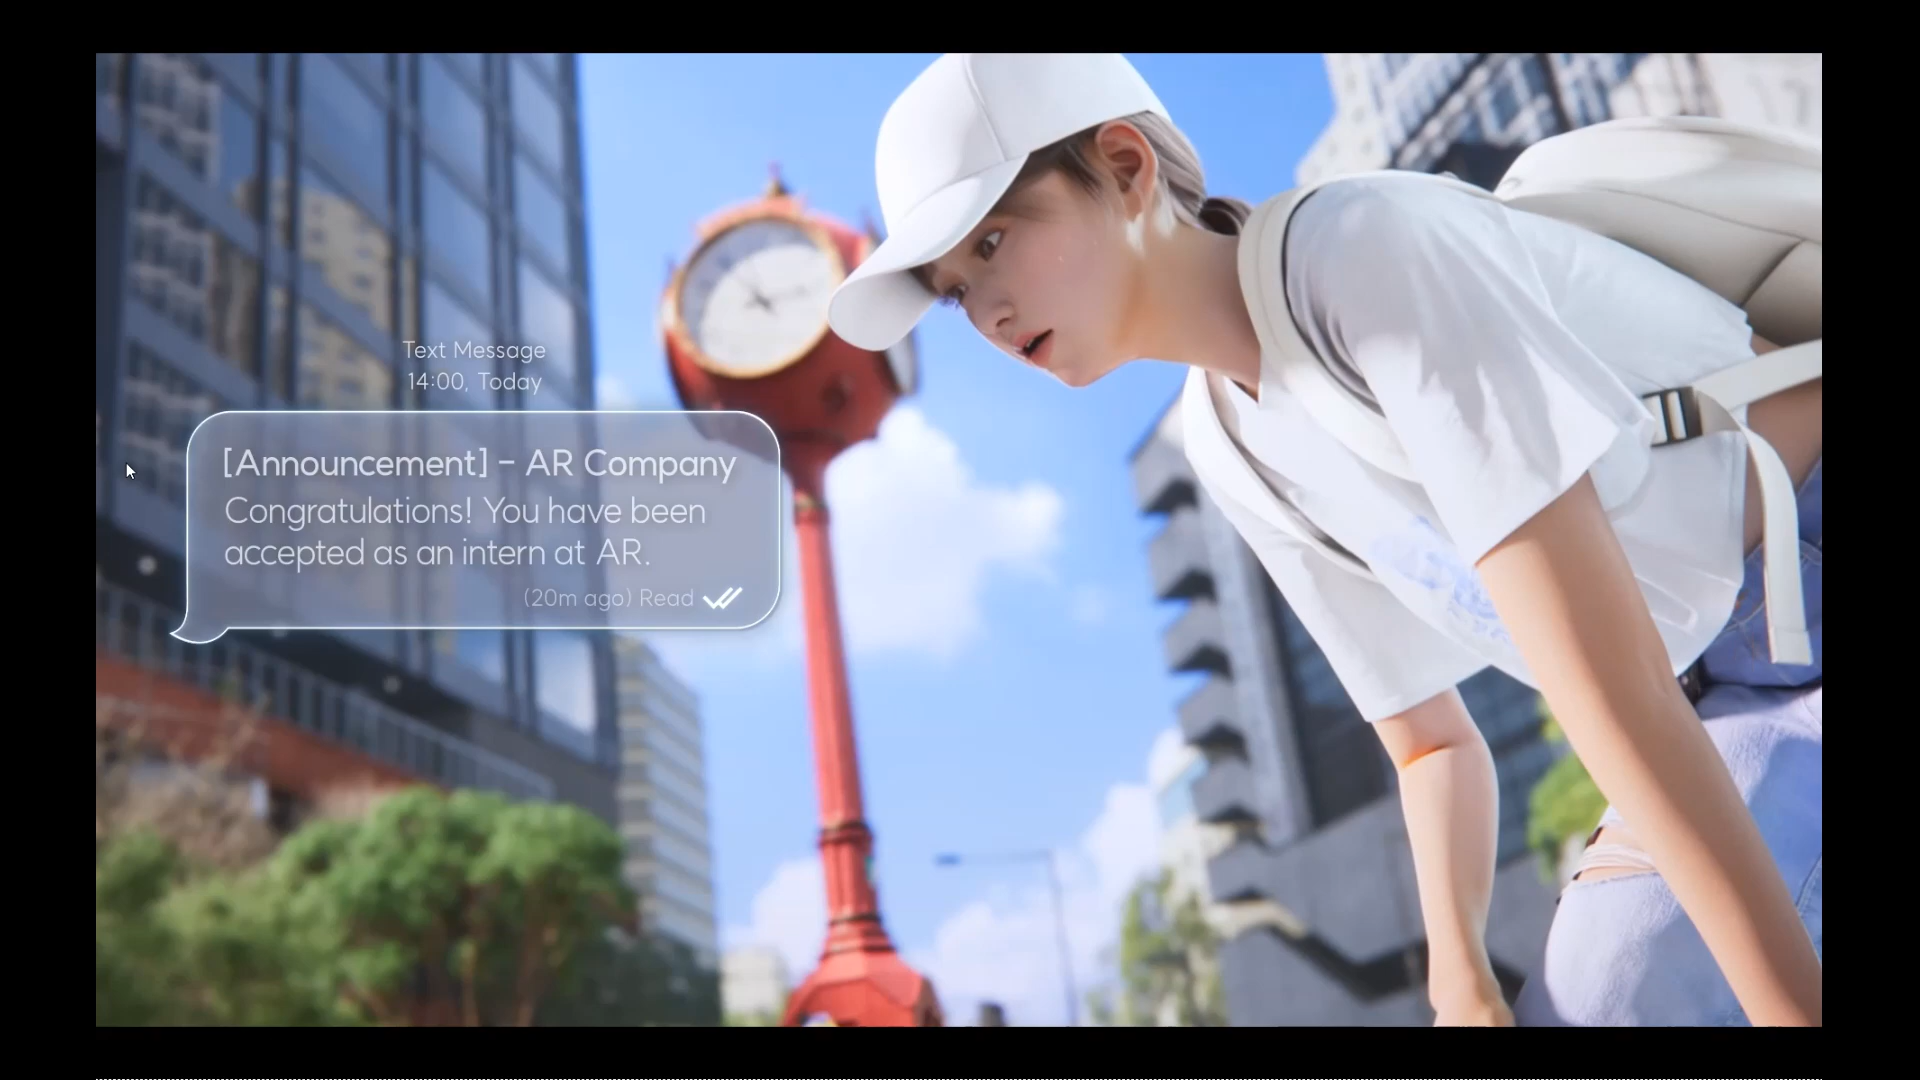 Text Message
14:00, Today
[Announcement] - AR Company
Congratulations! You have been
accepted as an intern at AR.
(20m ago) Read